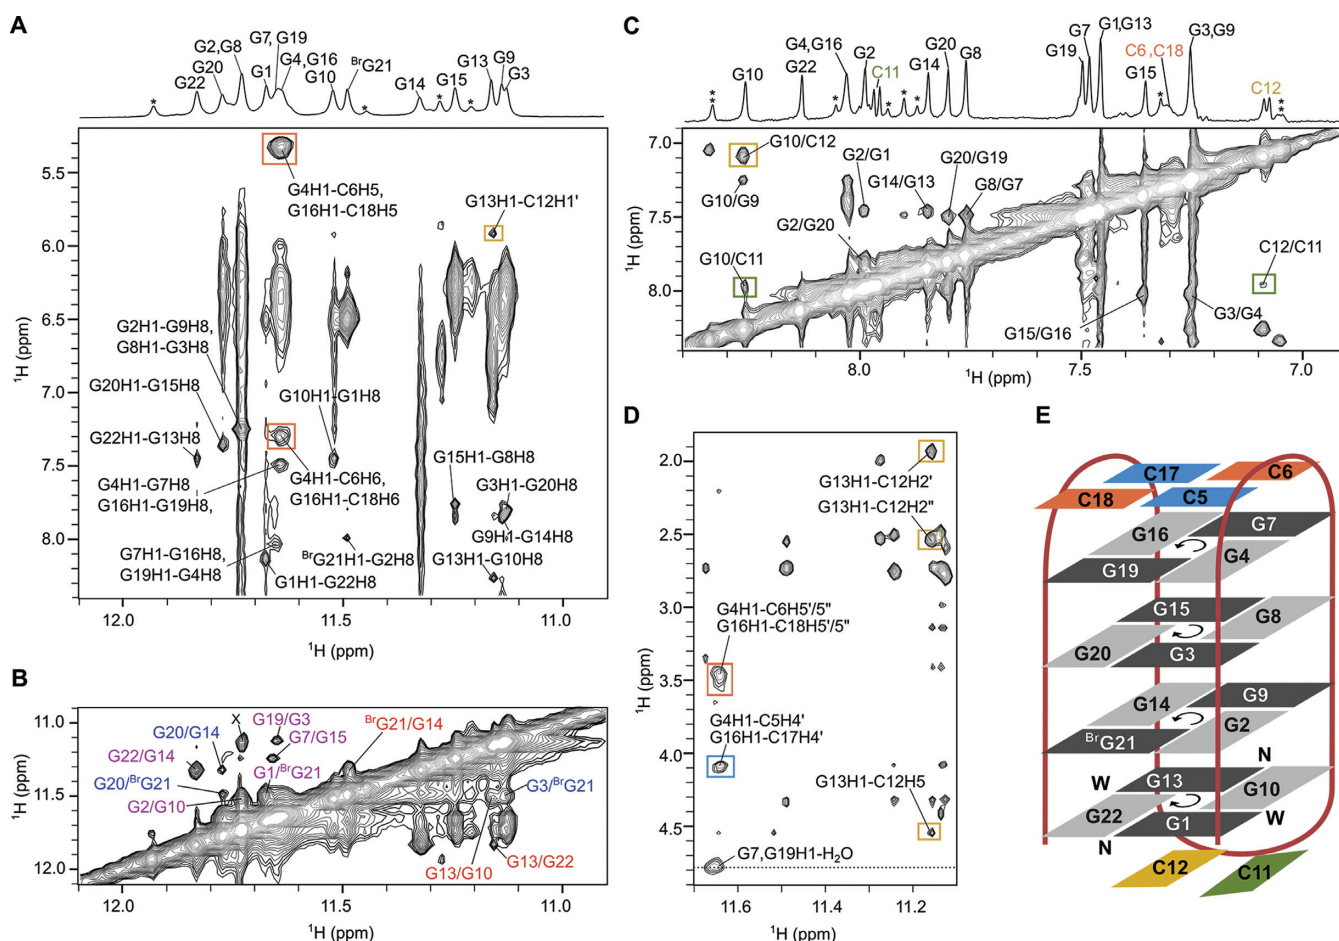 A
G7, G19
G2,G8
G4, G16
G20
G1
G10
BrG21
G22
G14
G15
G13
G9
G3
*
*
*
*
5.5
6.0
6.5
7.0
7.5
8.0
1H (ppm)
G4H1-C6H5,
G16H1-C18H5
G13H1-C12H1'
G2H1-G9H8,
G8H1-G3H8
G20H1-G15H8
G22H1-G13H8
G4H1-G7H8
G16H1-G19H8,
G7H1-G16H8,
G19H1-G4H8
G10H1-G1H8
G4H1-C6H6,
G16H1-C18H6
BrG21H1-G2H8
G1H1-G22H8
G15H1-G8H8
G3H1-G20H8
G9H1-G14H8
G13H1-G10H8
12.0
11.5
11.0
1H (ppm)
B
11.0
11.5
12.0
1H (ppm)
X
G19/G3
BrG21/G14
G20/G14
G7/G15
G22/G14
G1/BrG21
G20/BrG21
G2/G10
G3/BrG21
G13/G22
G13/G10
12.0
11.5
11.0
1H (ppm)
C
G1,G13
G7
G3,G9
G4,G16
G2
G20
G19
C6,C18
G10
G22
C11
G14
G8
G15
C12
*
*
*
*
*
*
*
*
*
7.0
7.5
8.0
1H (ppm)
G10/C12
G2/G1
G20/G19
G14/G13
G8/G7
G10/G9
G2/G20
G10/C11
C12/C11
G15/G16
G3/G4
8.0
7.5
7.0
1H (ppm)
D
2.0
2.5
3.0
3.5
4.0
4.5
1H (ppm)
G13H1-C12H2'
G13H1-C12H2"
G4H1-C6H5'/5"
G16H1-C18H5'/5"
G4H1-C5H4'
G16H1-C17H4'
G13H1-C12H5
G7,G19H1-H2O
11.6
11.4
11.2
1H (ppm)
E
C17
C6
C18
C5
G16
G7
G19
G4
G15
G8
G20
G3
G14
G9
BrG21
G2
N
W
G13
G10
G22
G1
W
N
C12
C11